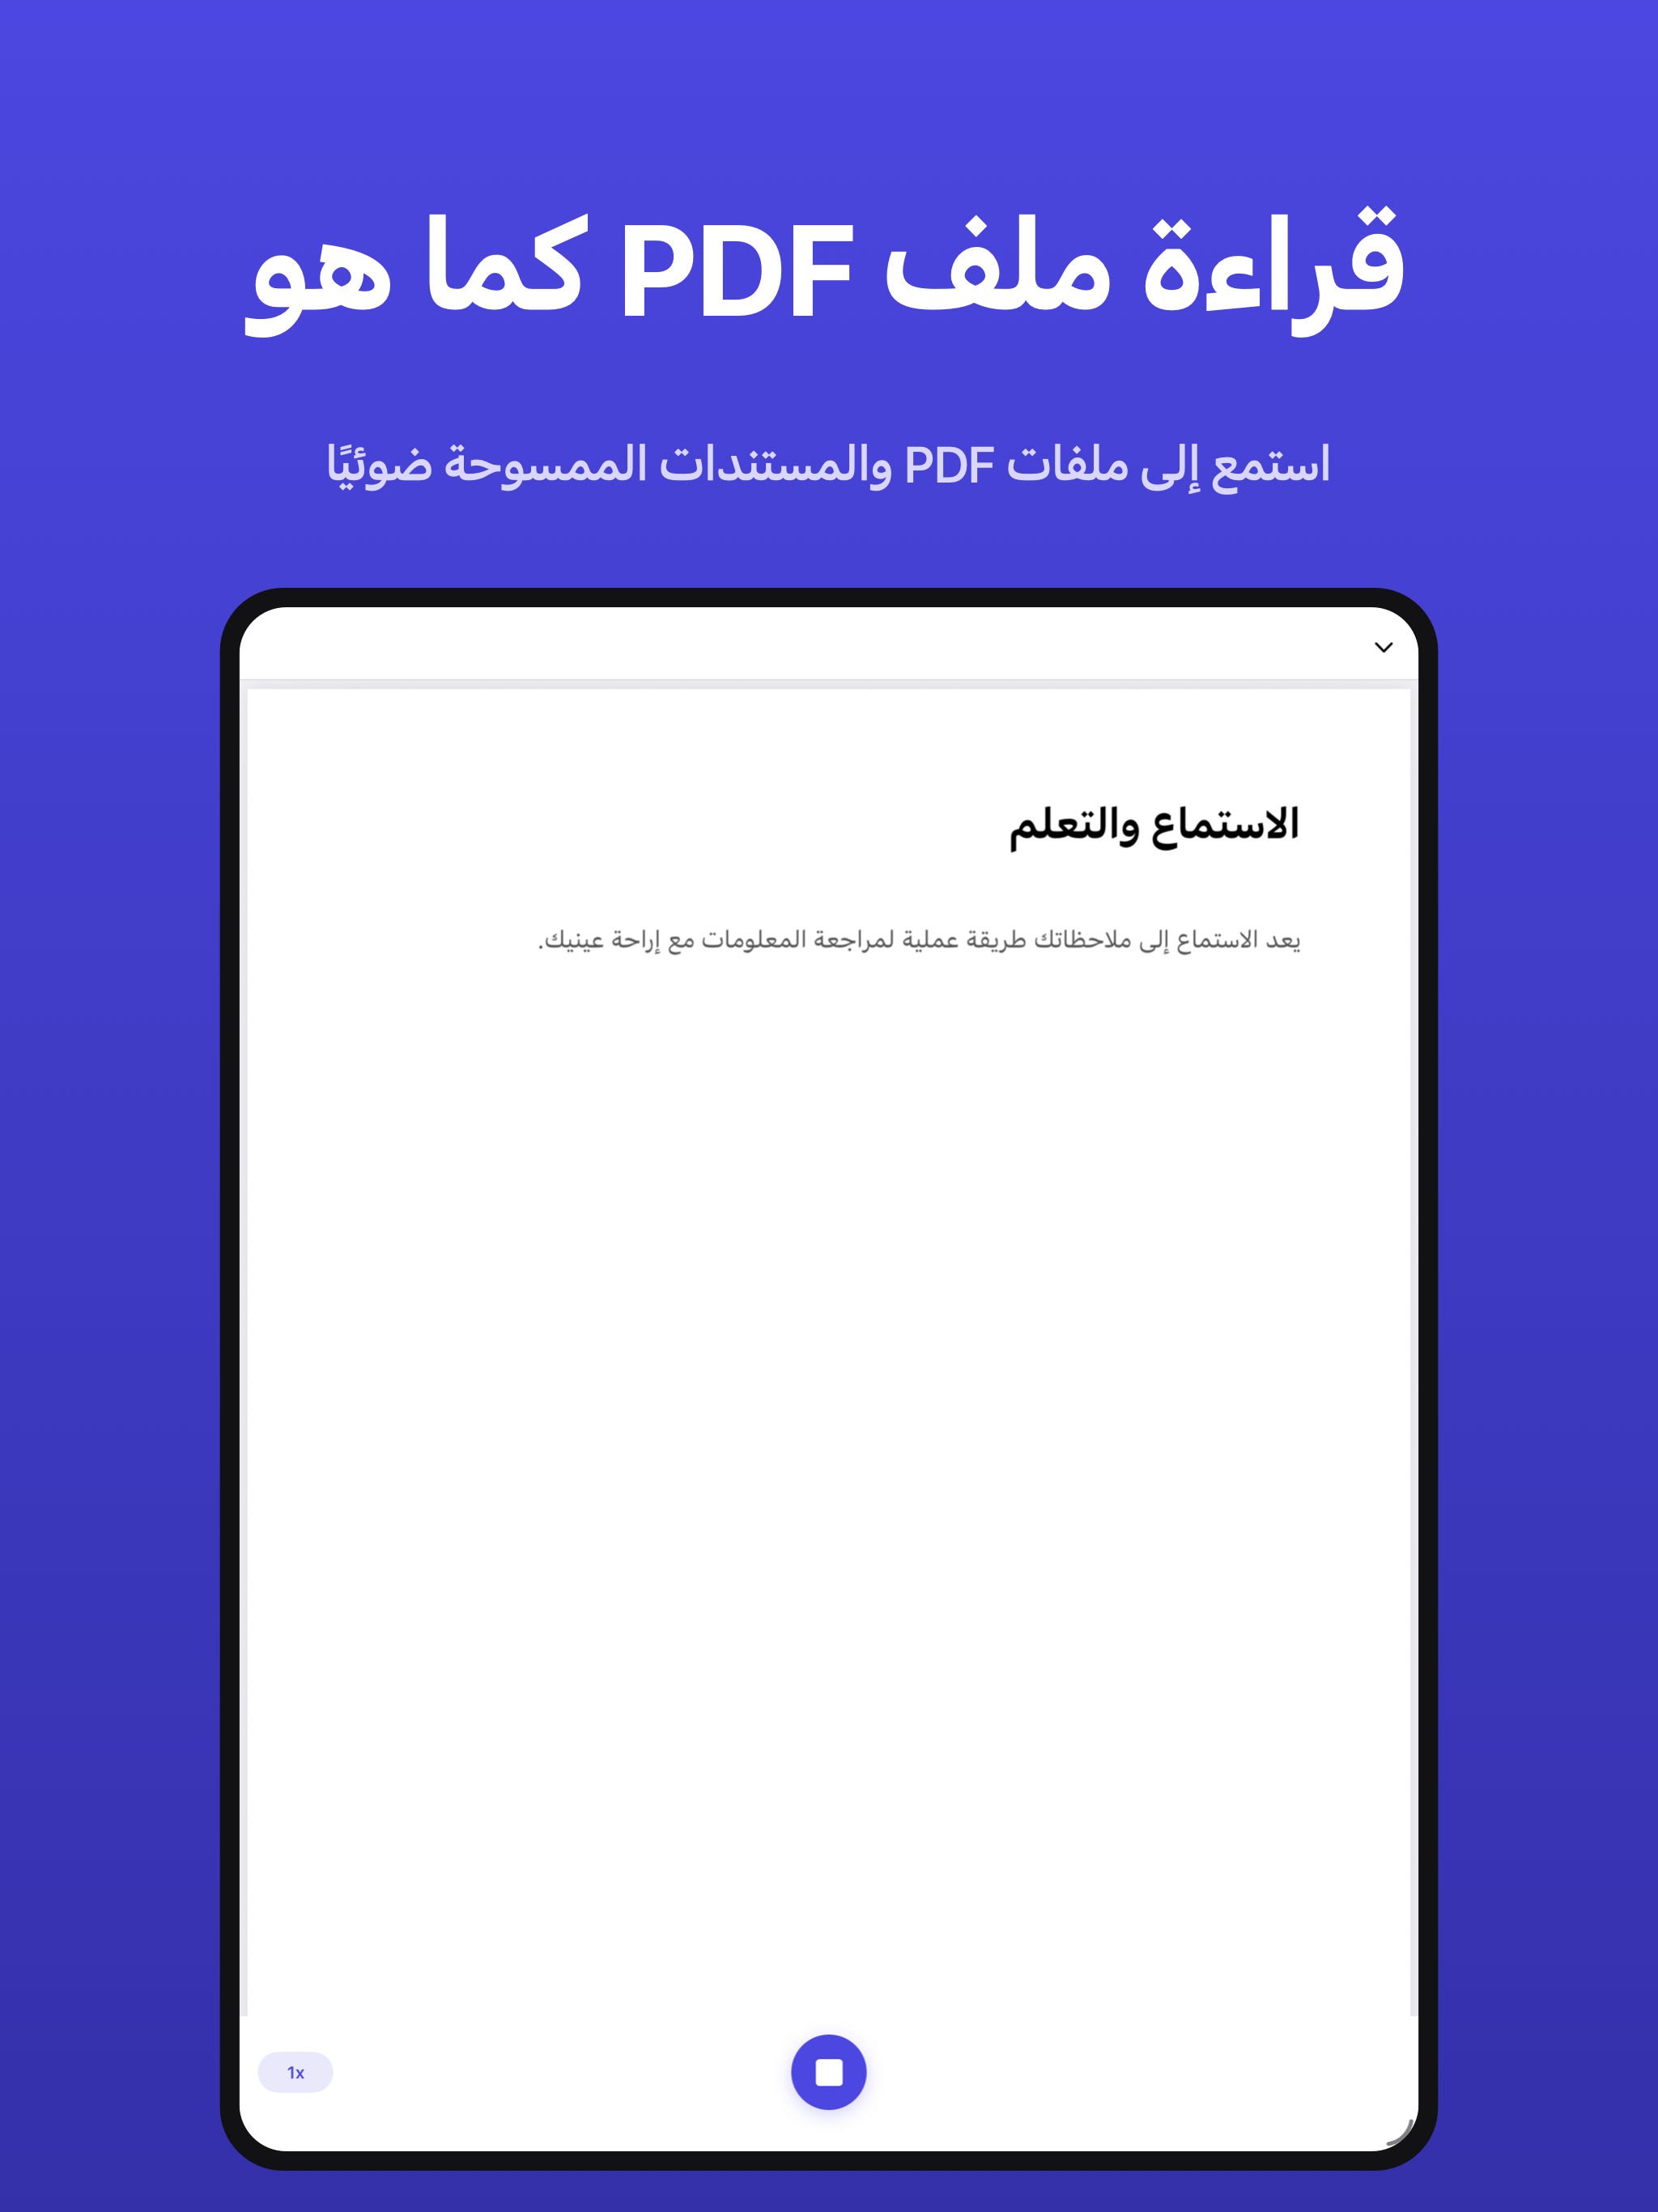 قراءة ملف PDF كما هو
استمع إلى ملفات PDF والمستندات الممسوحة ضوئيًا
الاستماع والتعلم
يعد الاستماع إلى ملاحظاتك طريقة عملية لمراجعة المعلومات مع إراحة عينيك.
1x